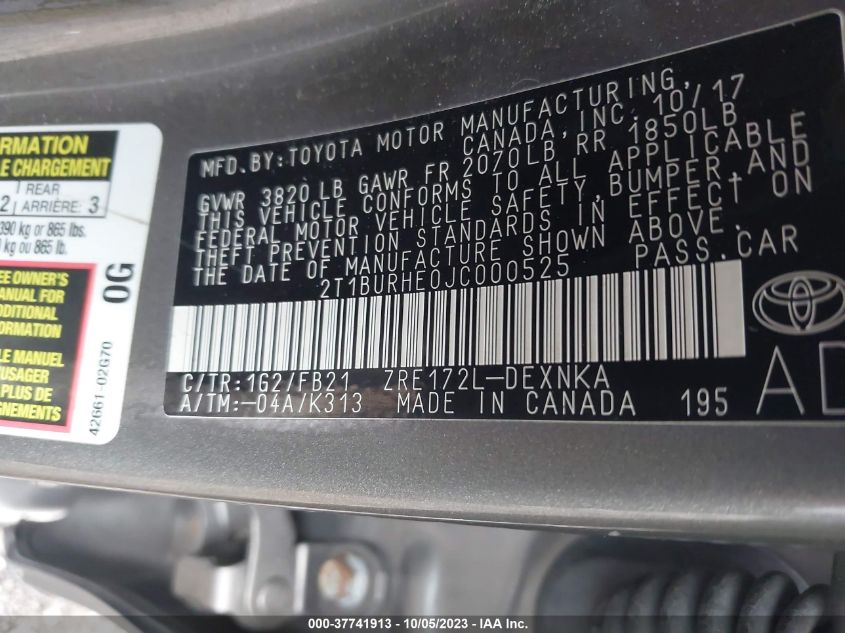 FORMATION
LE CHARGEMENT
REAR
2 ARRIÈRE: 3
390 kg or 865 lbs.
kg ou 865 lb.
EE OWNER'S
MANUAL FOR
DDITIONAL
FORMATION
LE MANUEL
'USAGER
PLUS DE
EIGNEMENTS
0G
42661-02G70
MFD. BY: TOYOTA MOTOR MANUFACTURING,
CANADA, INC. 10/17
GVWR 3820 LB GAWR FR 2070LB RR 1850LB
THIS VEHICLE CONFORMS TO ALL APPLICABLE
FEDERAL MOTOR VEHICLE SAFETY, BUMPER, AND
THEFT PREVENTION STANDARDS IN EFFECT ON
THE DATE OF MANUFACTURE SHOWN ABOVE.
2T1BURHE0JC000525 PASS. CAR
C/TR: 1G2/FB21 ZRE172L-DEXNKA
A/TM: -04A/K313 MADE IN CANADA 195
AD
000-37741913 - 10/05/2023 - IAA Inc.